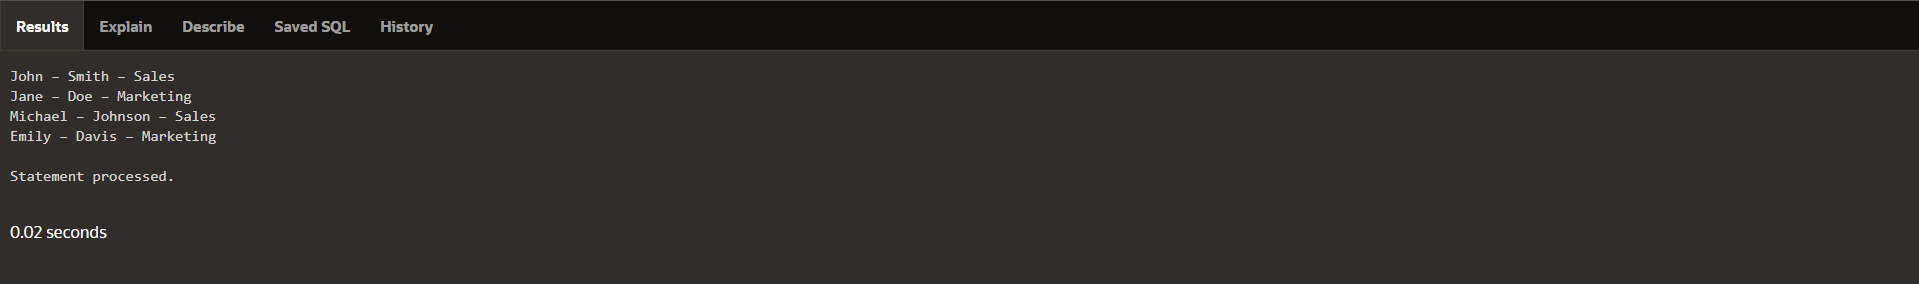 Results Explain Describe Saved SQL History
John – Smith – Sales
Jane – Doe – Marketing
Michael – Johnson – Sales
Emily – Davis – Marketing
Statement processed.
0.02 seconds